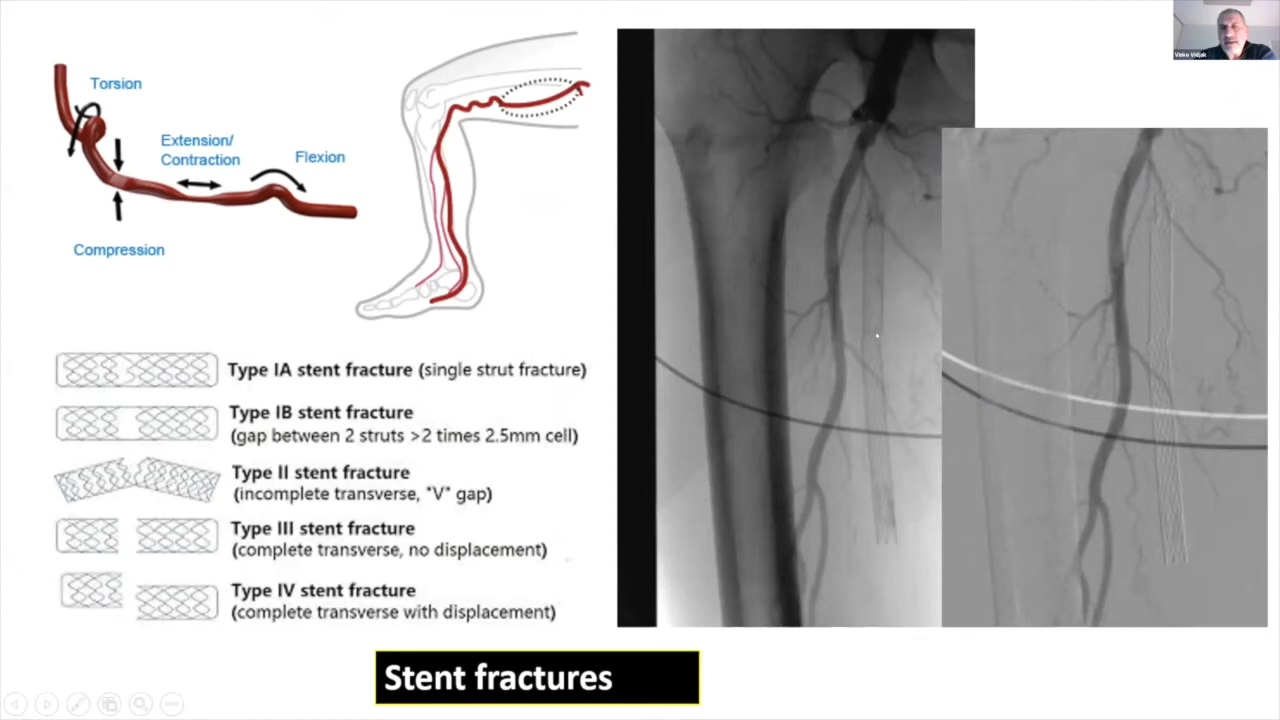 Torsion
Extension/
Contraction
Flexion
Compression
Type IA stent fracture (single strut fracture)
Type IB stent fracture
(gap between 2 struts >2 times 2.5mm cell)
Type II stent fracture
(incomplete transverse, "V" gap)
Type III stent fracture
(complete transverse, no displacement)
Type IV stent fracture
(complete transverse with displacement)
Stent fractures
Vinko Vidjak